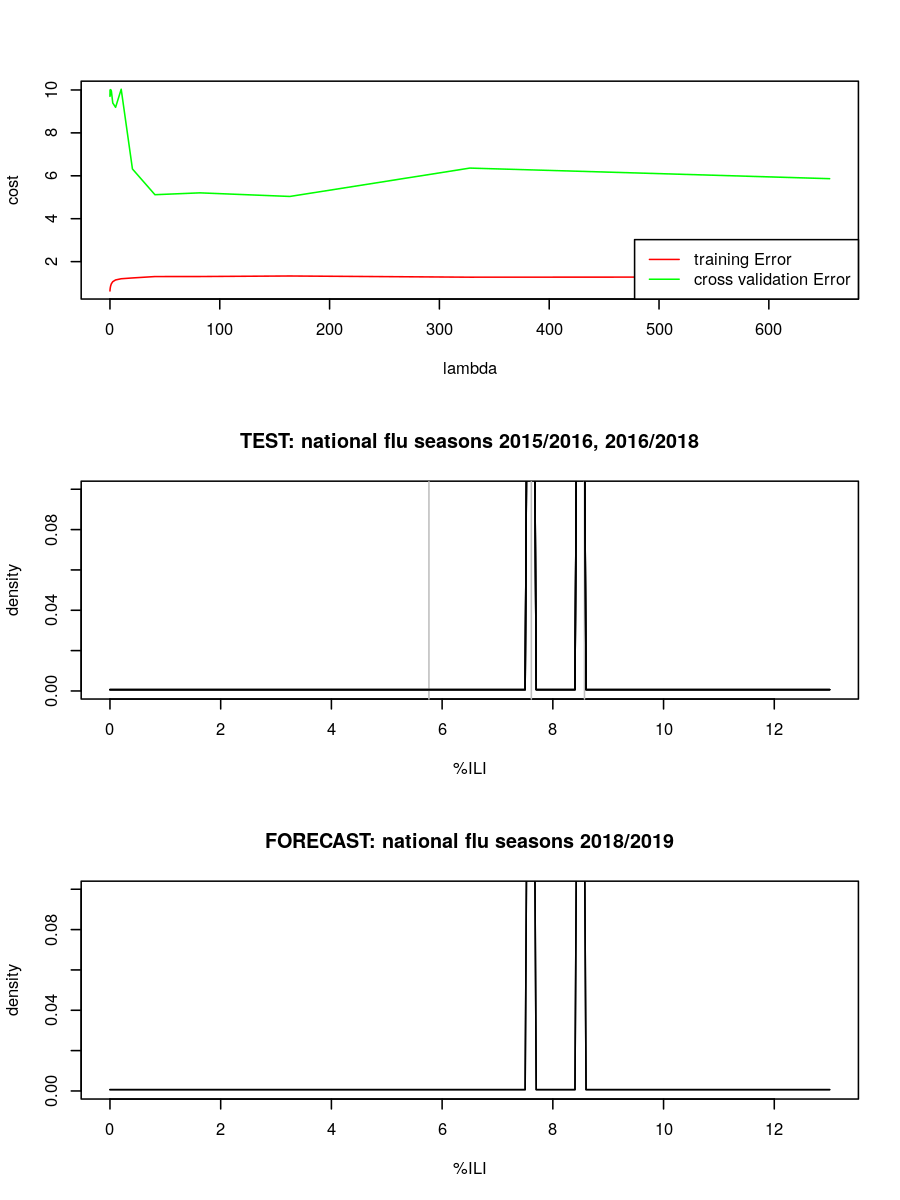 cost
10
8
6
4
2
training Error
cross validation Error
0 100 200 300 400 500 600
lambda
TEST: national flu seasons 2015/2016, 2016/2018
density
0.08
0.04
0.00
0 2 4 6 8 10 12
%ILI
FORECAST: national flu seasons 2018/2019
density
0.08
0.04
0.00
0 2 4 6 8 10 12
%ILI